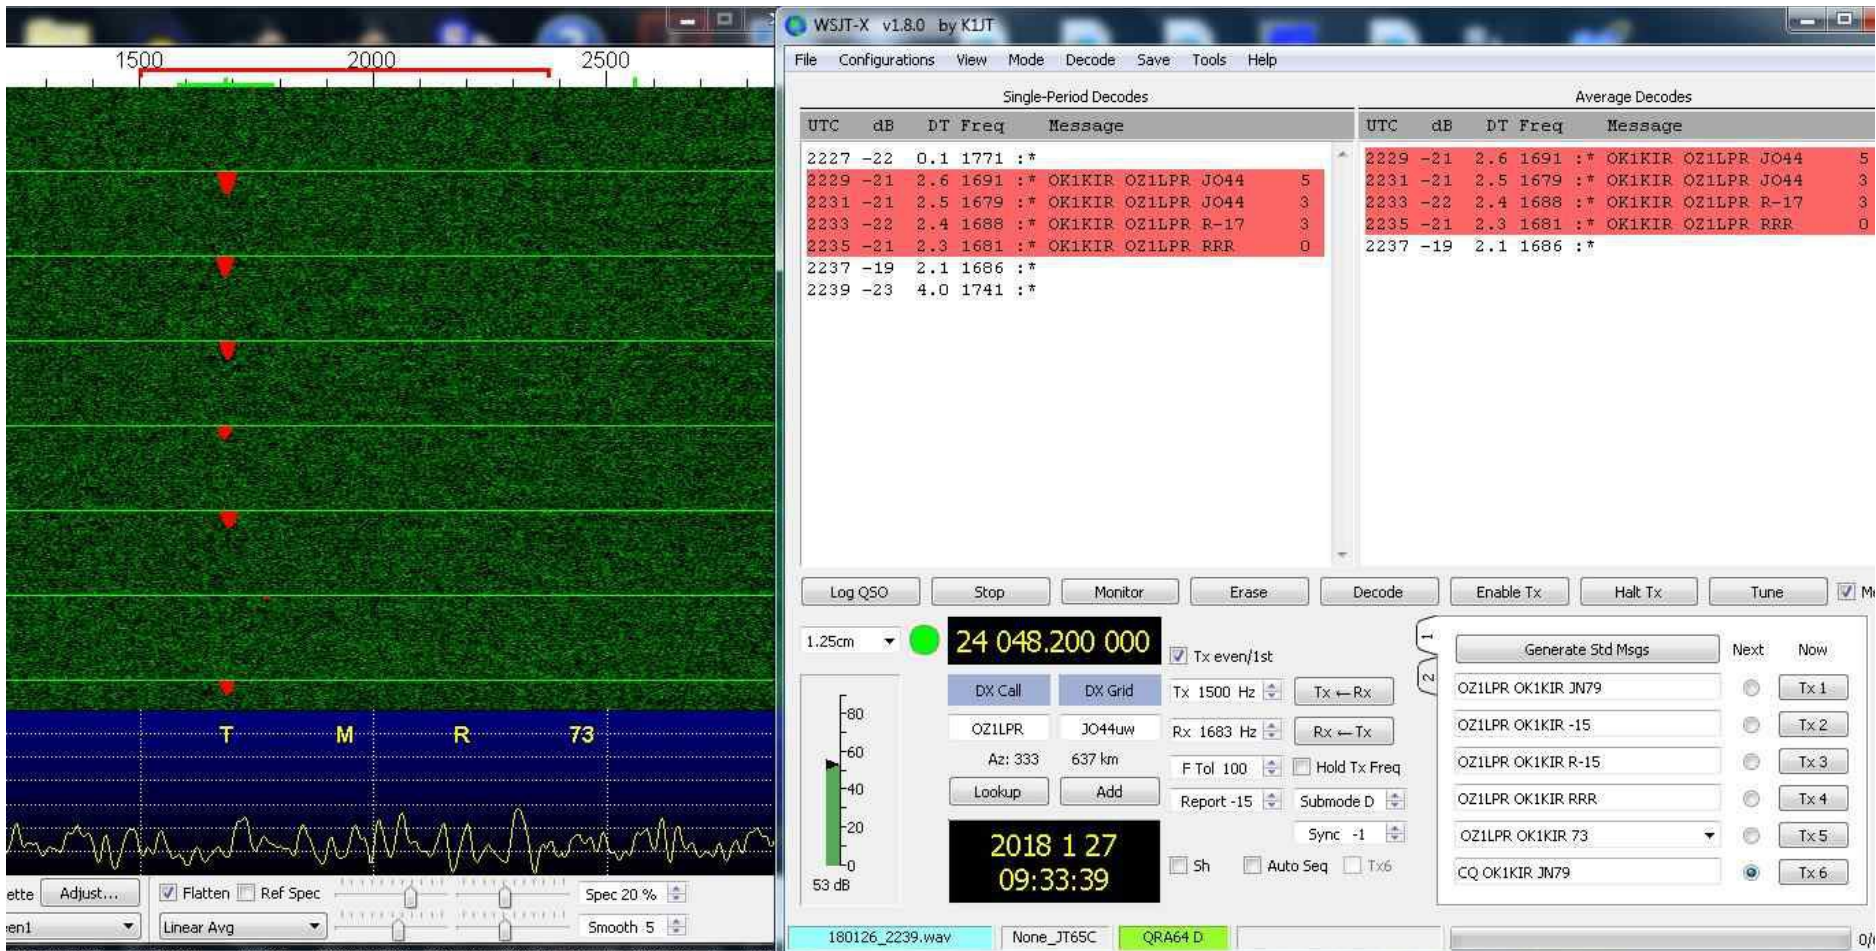 1500 2000 2500
T M R 73
Adjust...
Flatten
Ref Spec
Spec 20 %
Linear Avg
Smooth 5
WSJT-X v1.8.0 by K1JT
File Configurations View Mode Decode Save Tools Help
Single-Period Decodes
UTC dB DT Freq Message
2227 -22 0.1 1771 :*
2229 -21 2.6 1691 :* OK1KIR OZ1LPR JO44 5
2231 -21 2.5 1679 :* OK1KIR OZ1LPR JO44 3
2233 -22 2.4 1688 :* OK1KIR OZ1LPR R-17 3
2235 -21 2.3 1681 :* OK1KIR OZ1LPR RRR 0
2237 -19 2.1 1686 :*
2239 -23 4.0 1741 :*
Average Decodes
UTC dB DT Freq Message
2229 -21 2.6 1691 :* OK1KIR OZ1LPR JO44 5
2231 -21 2.5 1679 :* OK1KIR OZ1LPR JO44 3
2233 -22 2.4 1688 :* OK1KIR OZ1LPR R-17 3
2235 -21 2.3 1681 :* OK1KIR OZ1LPR RRR 0
2237 -19 2.1 1686 :*
Log QSO Stop Monitor Erase Decode Enable Tx Halt Tx Tune
1.25cm
24 048.200 000
Tx even/1st
-80
-60
-40
-20
-0
53 dB
DX Call DX Grid
OZ1LPR JO44uw
Az: 333 637 km
Lookup Add
2018 1 27
09:33:39
Tx 1500 Hz Tx ← Rx
Rx 1683 Hz Rx ← Tx
F Tol 100 Hold Tx Freq
Report -15 Submode D
Sync -1
Sh Auto Seq Tx6
1
2
Generate Std Msgs Next Now
OZ1LPR OK1KIR JN79 Tx 1
OZ1LPR OK1KIR -15 Tx 2
OZ1LPR OK1KIR R-15 Tx 3
OZ1LPR OK1KIR RRR Tx 4
OZ1LPR OK1KIR 73 Tx 5
CQ OK1KIR JN79 Tx 6
180126_2239.wav None_JT65C QRA64 D